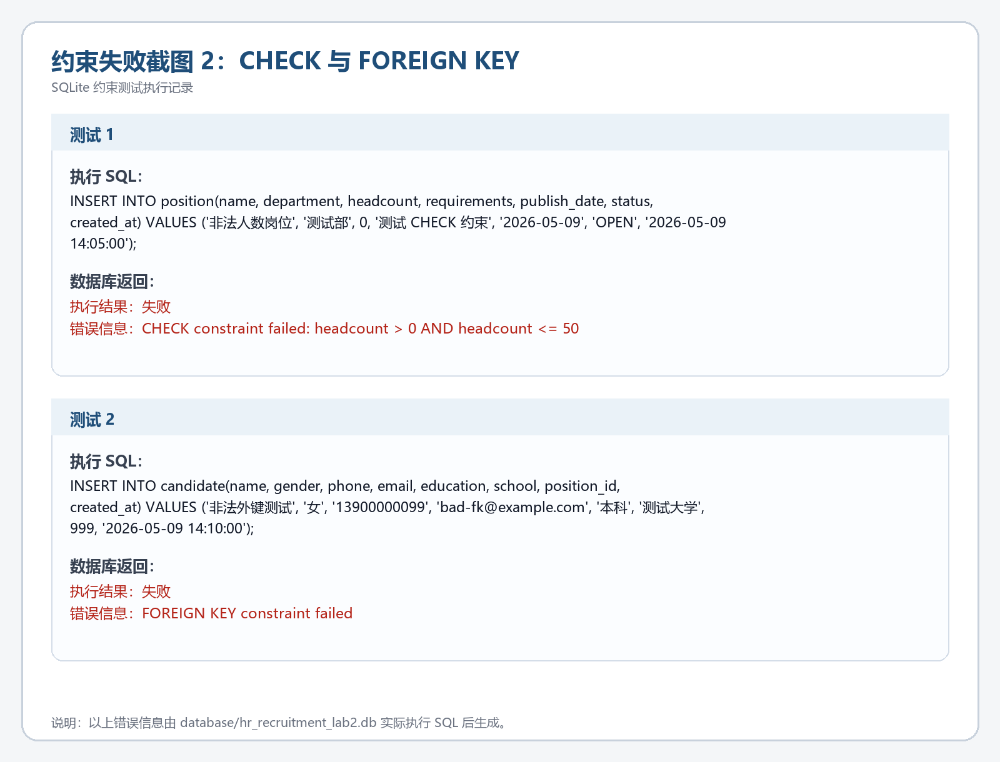 约束失败截图 2：CHECK 与 FOREIGN KEY
SQLite 约束测试执行记录
测试 1
执行 SQL：
INSERT INTO position(name, department, headcount, requirements, publish_date, status,
created_at) VALUES ('非法人数岗位', '测试部', 0, '测试 CHECK 约束', '2026-05-09', 'OPEN', '2026-05-09
14:05:00');
数据库返回：
执行结果：失败
错误信息：CHECK constraint failed: headcount > 0 AND headcount <= 50
测试 2
执行 SQL：
INSERT INTO candidate(name, gender, phone, email, education, school, position_id,
created_at) VALUES ('非法外键测试', '女', '13900000099', 'bad-fk@example.com', '本科', '测试大学',
999, '2026-05-09 14:10:00');
数据库返回：
执行结果：失败
错误信息：FOREIGN KEY constraint failed
说明：以上错误信息由 database/hr_recruitment_lab2.db 实际执行 SQL 后生成。